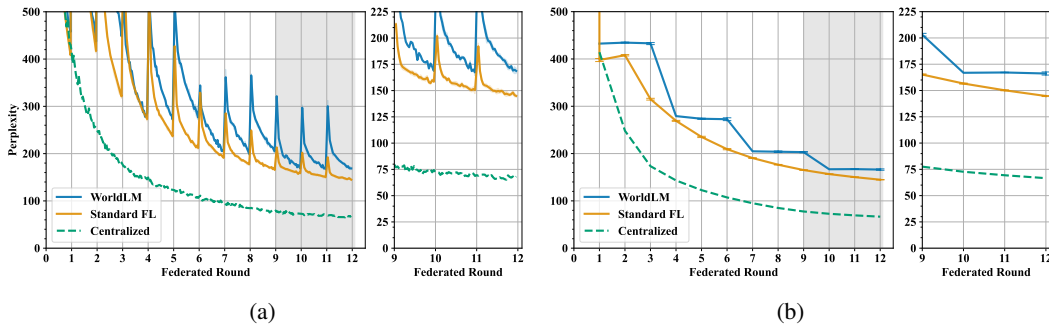 500
400
300
200
100
0
Perplexity
WorldLM
Standard FL
Centralized
1 2 3 4 5 6 7 8 9 10 11 12
Federated Round
225
200
175
150
125
100
75
50
25
0
9 10 11 12
Federated Round
(a)
500
400
300
200
100
0
WorldLM
Standard FL
Centralized
0 1 2 3 4 5 6 7 8 9 10 11 12
Federated Round
225
200
175
150
125
100
75
50
25
0
9 10 11 12
Federated Round
(b)